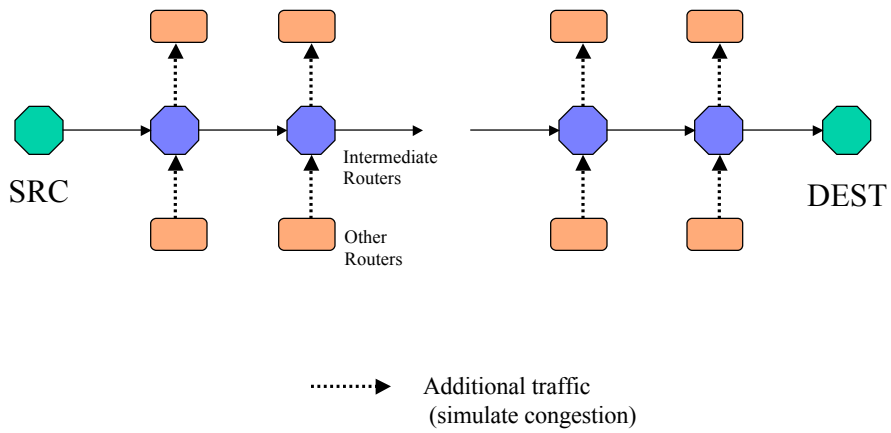 Intermediate
Routers
SRC
DEST
Other
Routers
Additional traffic
(simulate congestion)